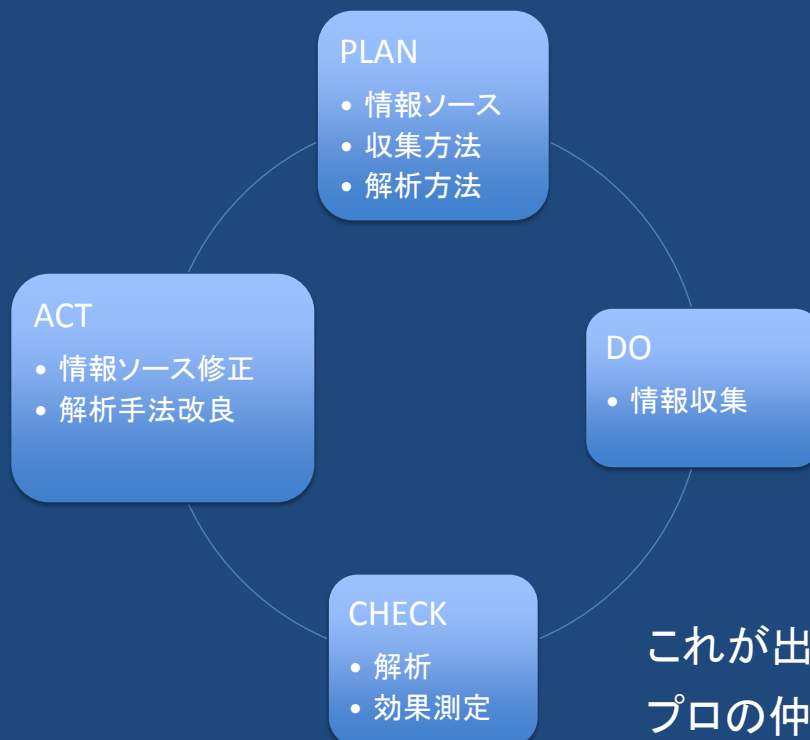 PLAN
• 情報ソース
• 収集方法
• 解析方法
ACT
• 情報ソース修正
• 解析手法改良
DO
• 情報収集
CHECK
• 解析
• 効果測定
これが出
プロの仲